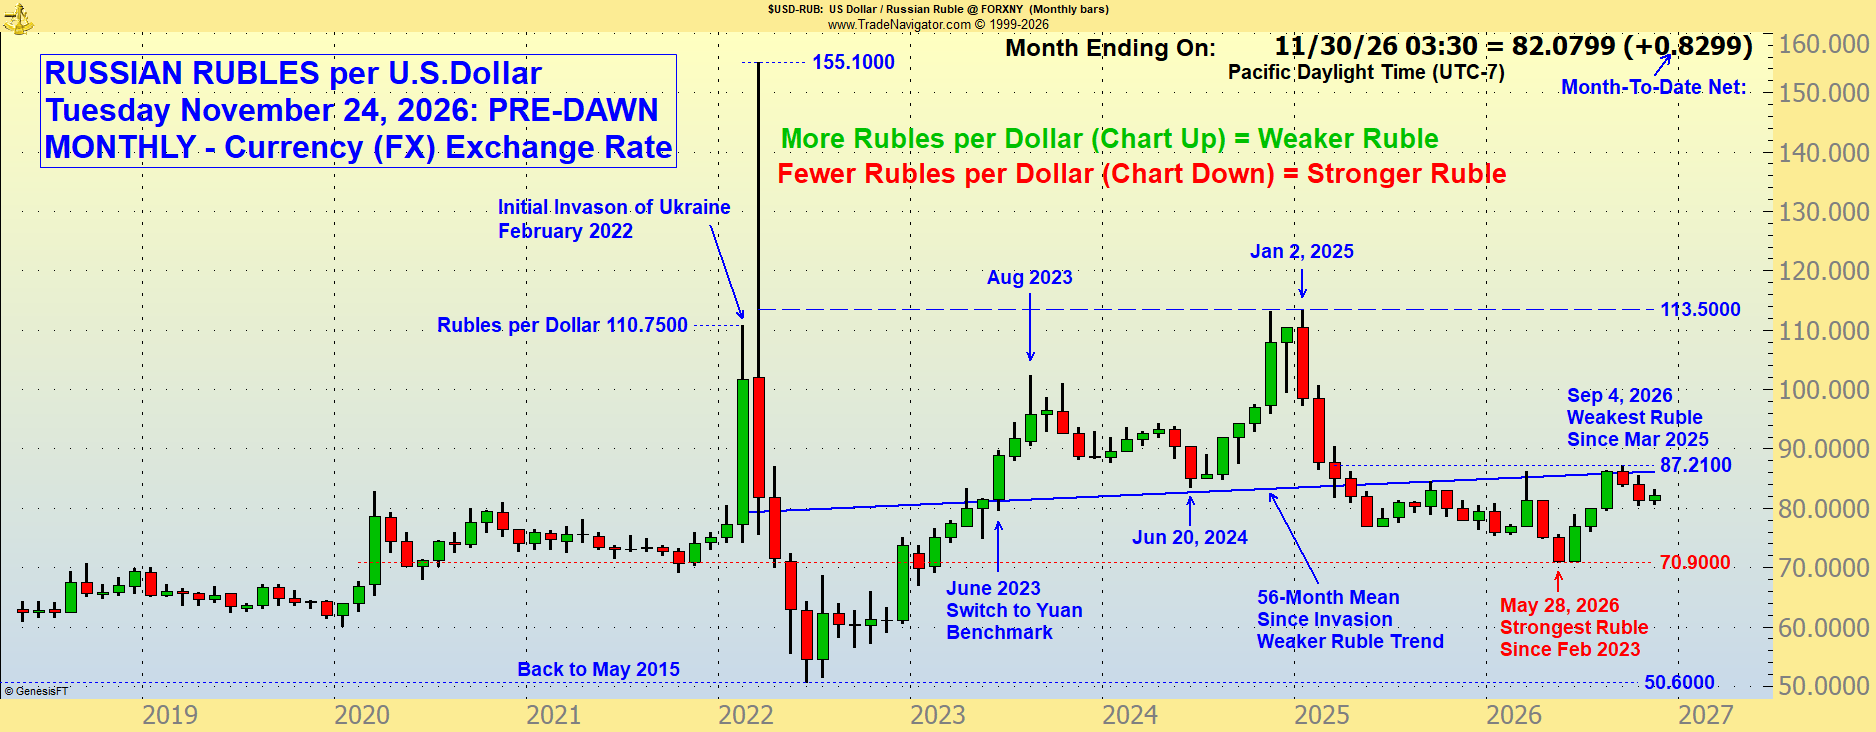 $USD-RUB: US Dollar / Russian Ruble @ FORXNY (Monthly bars)
www.TradeNavigator.com © 1999-2026
Month Ending On: 11/30/26 03:30 = 82.0799 (+0.8299)
Pacific Daylight Time (UTC-7)
Month-To-Date Net:
RUSSIAN RUBLES per U.S.Dollar
Tuesday November 24, 2026: PRE-DAWN
MONTHLY - Currency (FX) Exchange Rate
155.1000
More Rubles per Dollar (Chart Up) = Weaker Ruble
Fewer Rubles per Dollar (Chart Down) = Stronger Ruble
Initial Invason of Ukraine
February 2022
Aug 2023
Jan 2, 2025
Rubles per Dollar 110.7500
113.5000
Sep 4, 2026
Weakest Ruble
Since Mar 2025
87.2100
Jun 20, 2024
June 2023
Switch to Yuan
Benchmark
56-Month Mean
Since Invasion
Weaker Ruble Trend
70.9000
May 28, 2026
Strongest Ruble
Since Feb 2023
Back to May 2015
50.6000
© GenesisFT
160.000
150.000
140.000
130.000
120.000
110.000
100.000
90.0000
80.0000
70.0000
60.0000
50.0000
2019 2020 2021 2022 2023 2024 2025 2026 2027